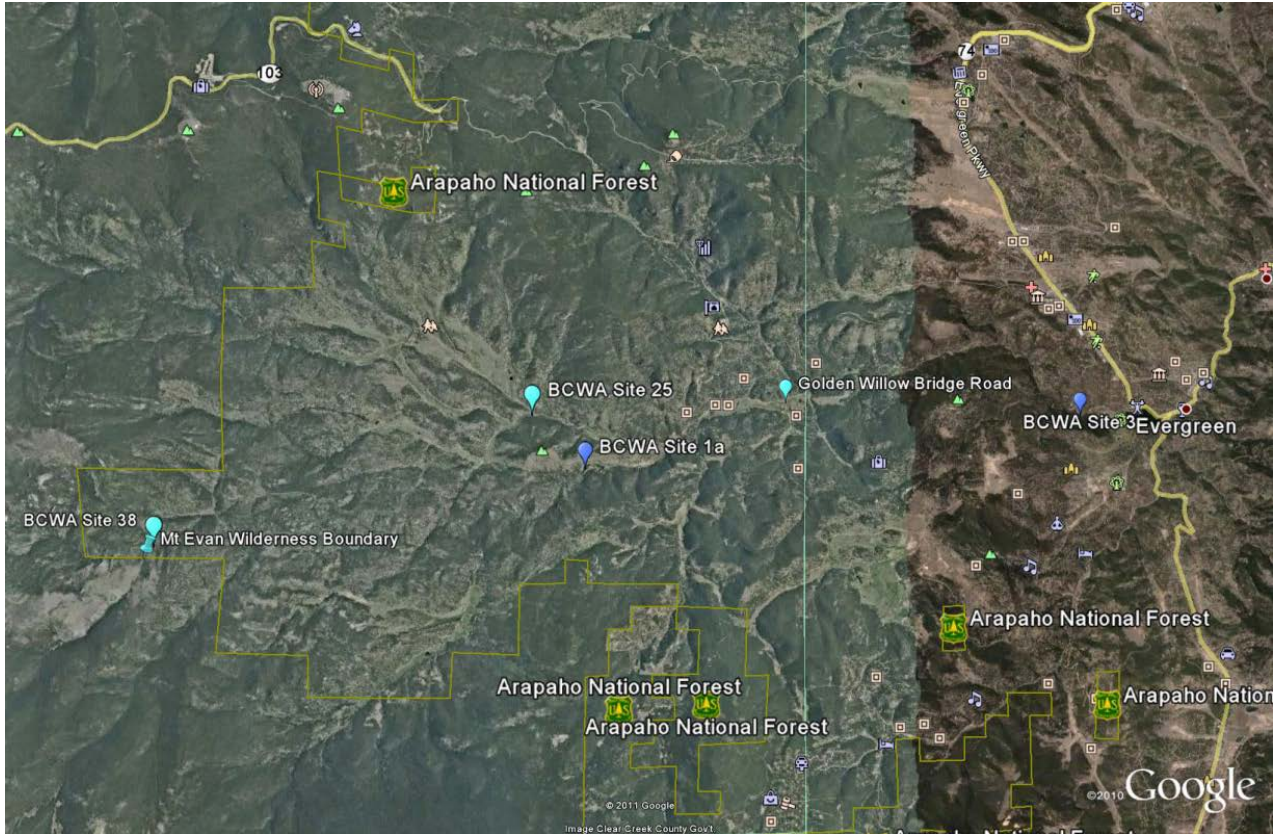 103
74
Evergreen Pkwy
Arapaho National Forest
BCWA Site 25
Golden Willow Bridge Road
BCWA Site 3
Evergreen
BCWA Site 1a
BCWA Site 38
Mt Evan Wilderness Boundary
Arapaho National Forest
Arapaho National Forest
Arapaho Nation
Arapaho National Forest
© 2011 Google
©2010 Google
Image Clear Creek County Gov't
Arapaho National F